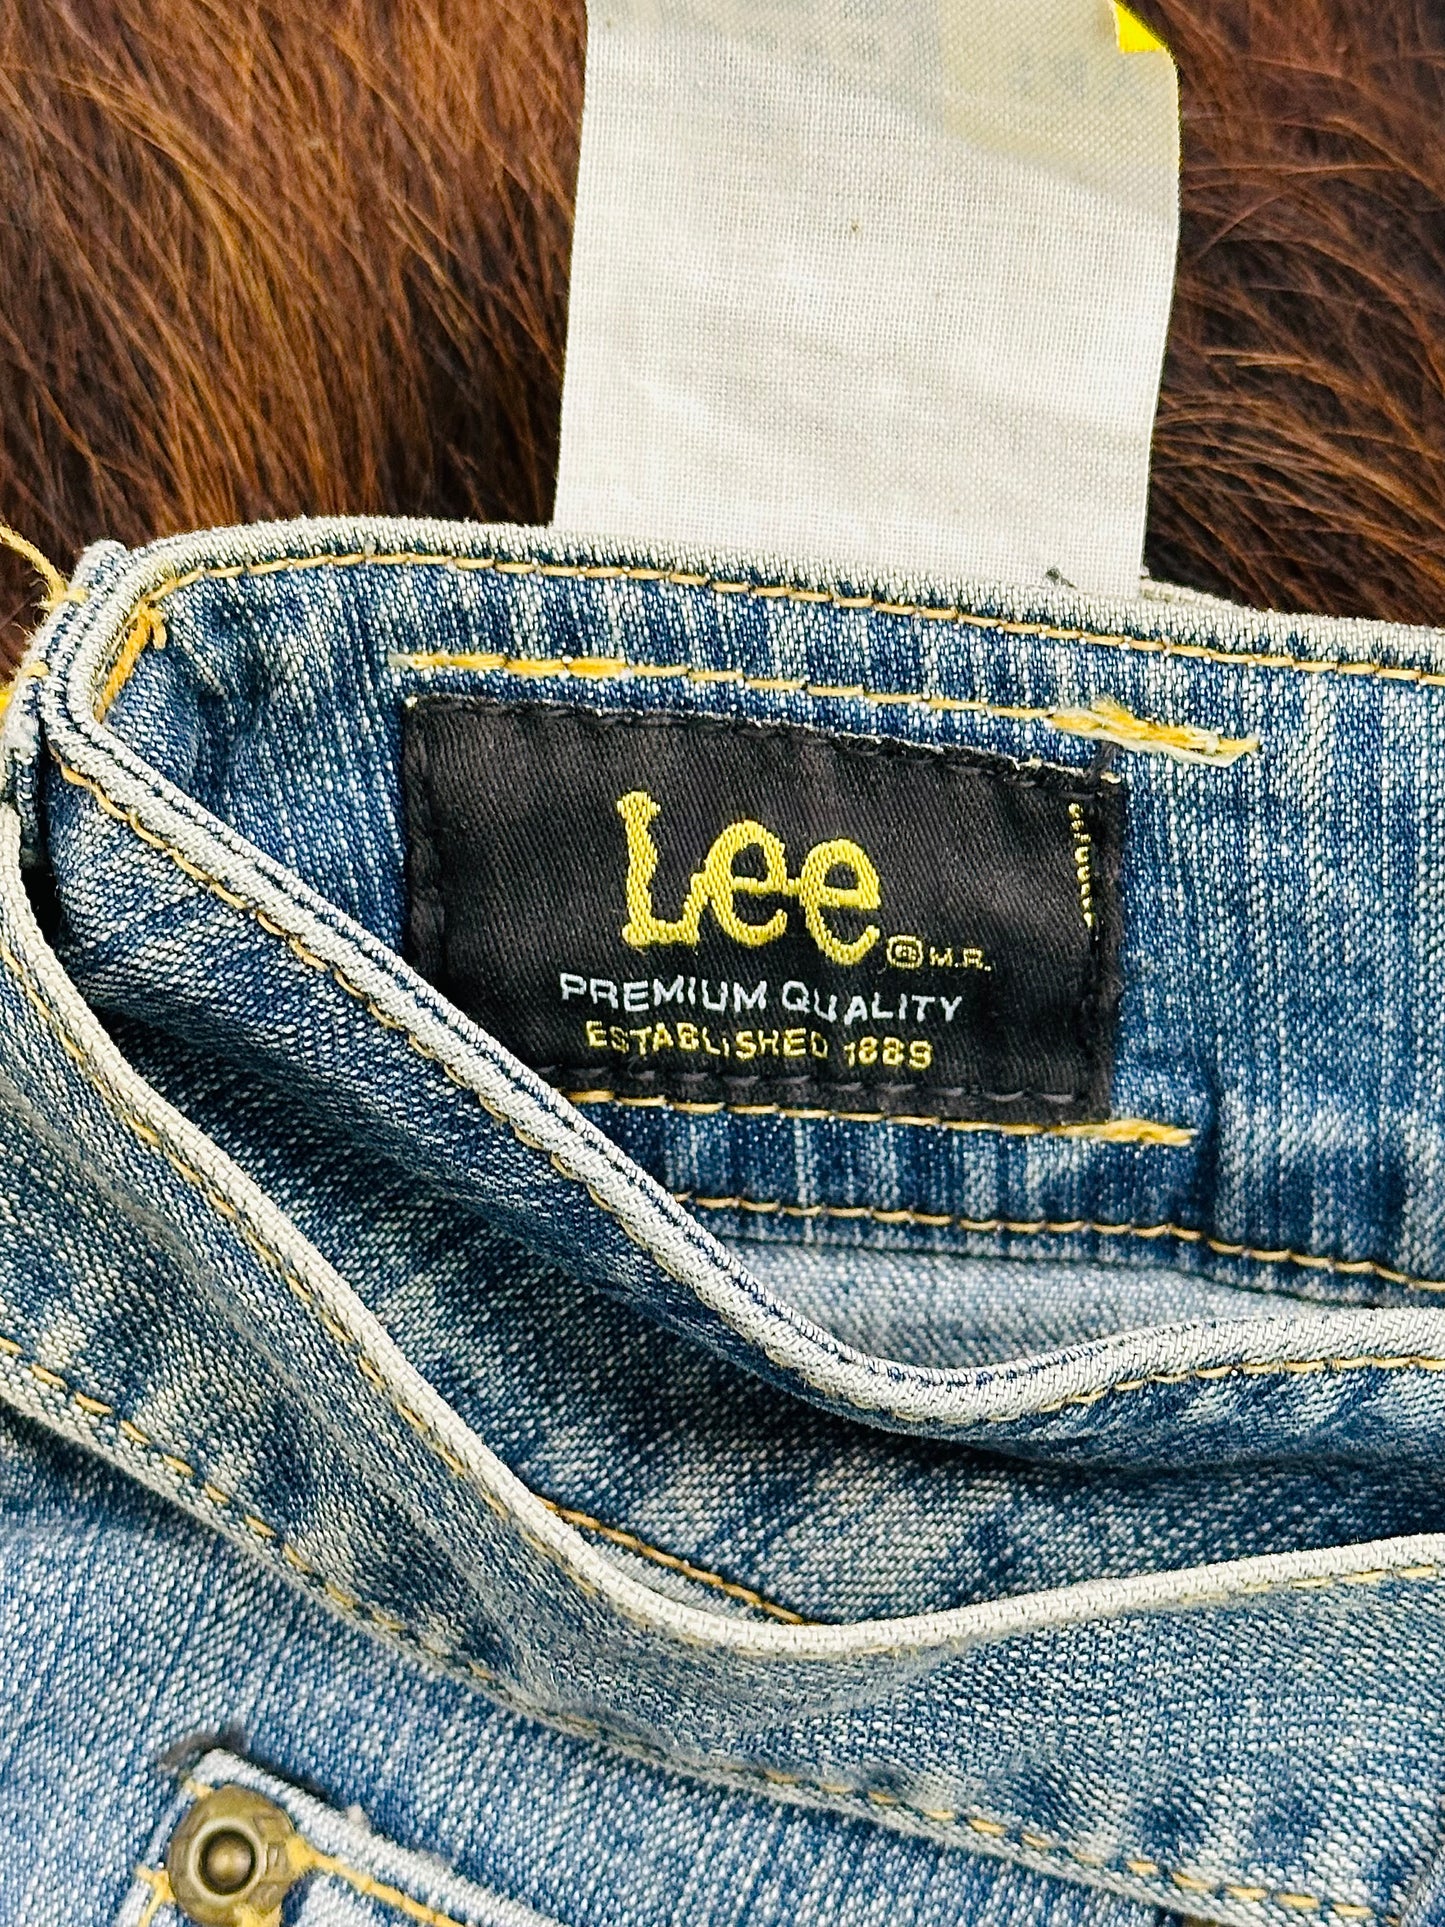 Lee ® M.R.
PREMIUM QUALITY
ESTABLISHED 1889